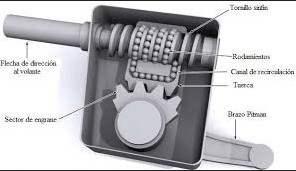 Tornillo sinfín
Rodamientos
Canal de recirculación
Tuerca
Flecha de dirección
al volante
Sector de engrane
Brazo Pitman